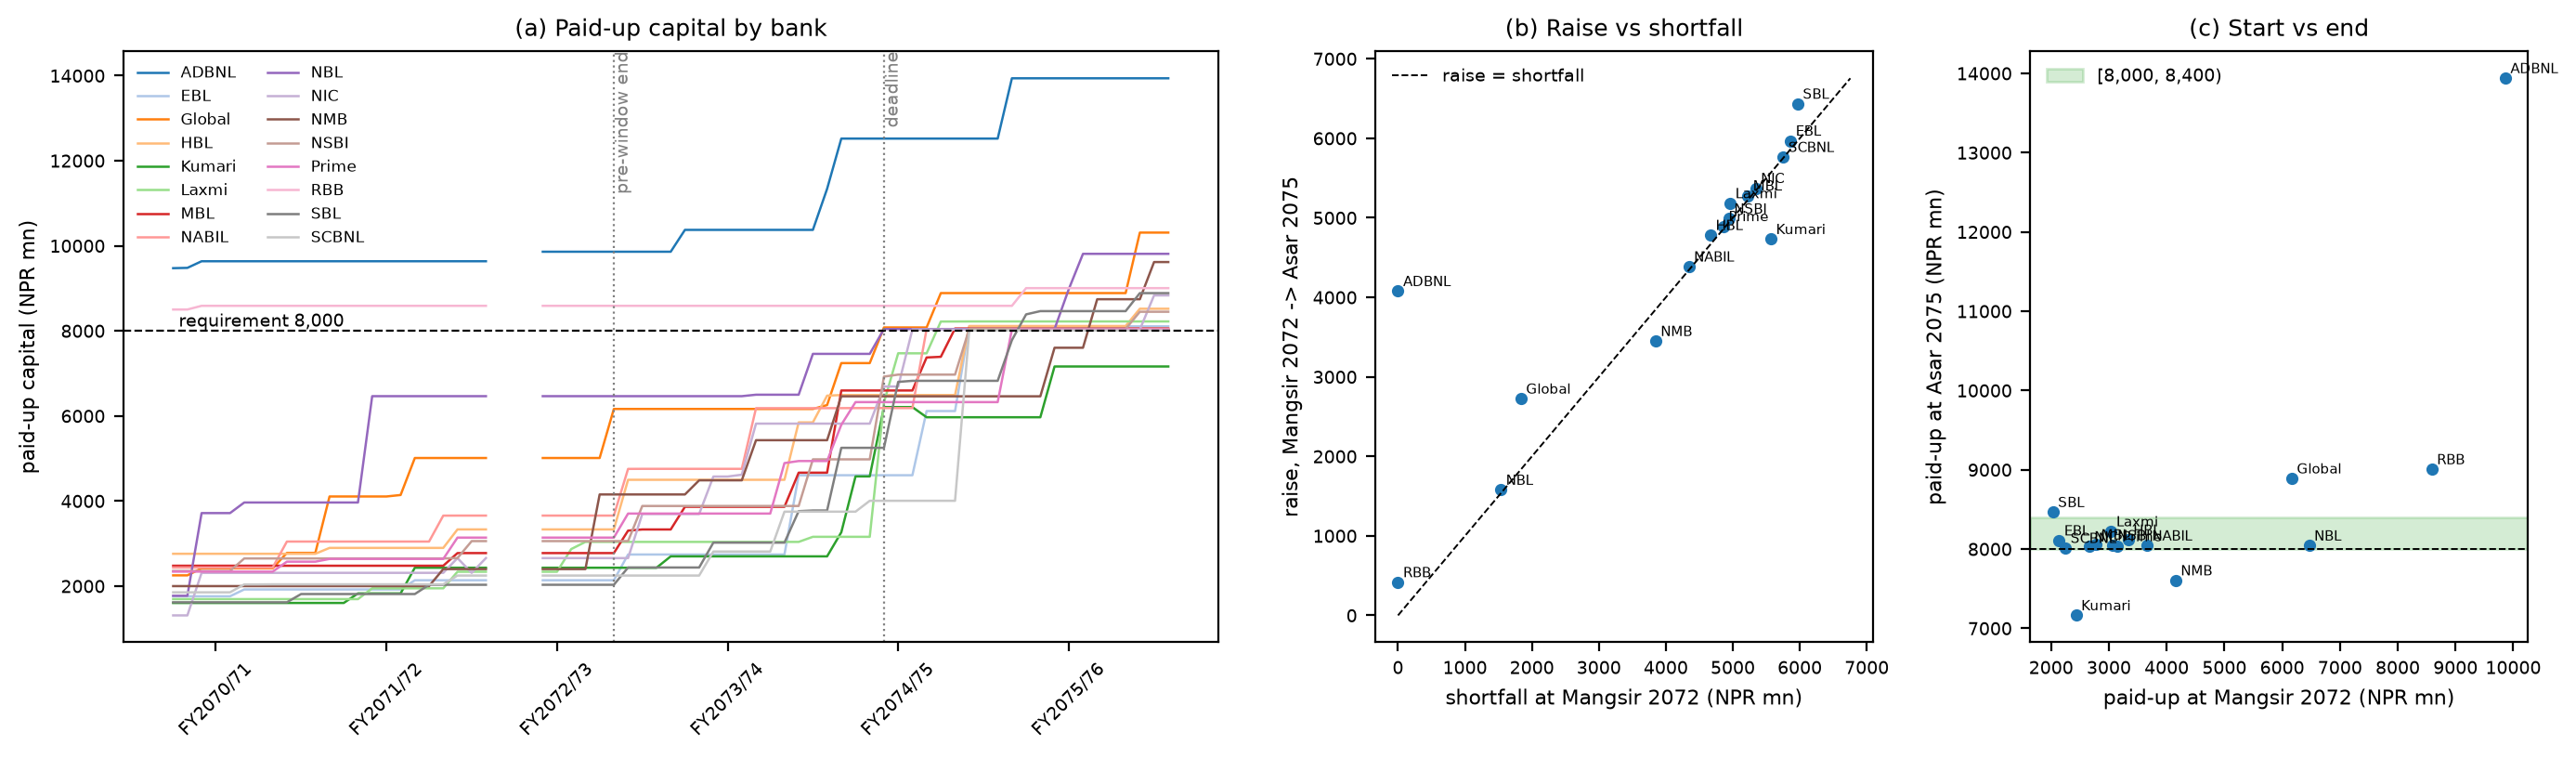 (a) Paid-up capital by bank
paid-up capital (NPR mn)
14000
12000
10000
8000
6000
4000
2000
ADBNL
EBL
Global
HBL
Kumari
Laxmi
MBL
NABIL
NBL
NIC
NMB
NSBI
Prime
RBB
SBL
SCBNL
requirement 8,000
pre-window end
deadline
FY2070/71
FY2071/72
FY2072/73
FY2073/74
FY2074/75
FY2075/76
(b) Raise vs shortfall
raise, Mangsir 2072 -> Asar 2075
7000
6000
5000
4000
3000
2000
1000
0
raise = shortfall
SBL
EBL
SCBNL
NIC
MBL
Laxmi
NSBI
Prime
HBL
Kumari
NABIL
ADBNL
NMB
Global
NBL
RBB
0 1000 2000 3000 4000 5000 6000 7000
shortfall at Mangsir 2072 (NPR mn)
(c) Start vs end
paid-up at Asar 2075 (NPR mn)
14000
13000
12000
11000
10000
9000
8000
7000
[8,000, 8,400)
ADBNL
RBB
Global
SBL
Laxmi
EBL
HBL
SCBNL
NABIL
NBL
NMB
Kumari
2000 3000 4000 5000 6000 7000 8000 9000 10000
paid-up at Mangsir 2072 (NPR mn)